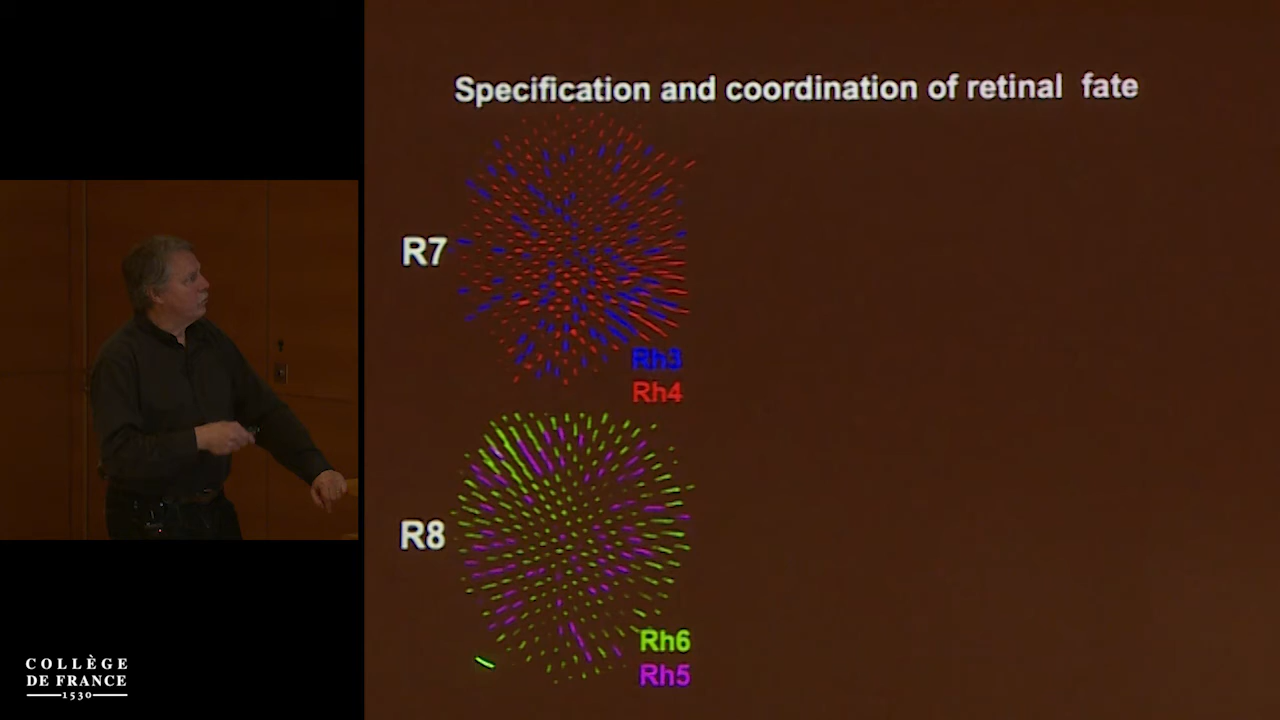 Specification and coordination of retinal fate
R7
Rh3
Rh4
R8
Rh6
Rh5
COLLÈGE
DE FRANCE
1530